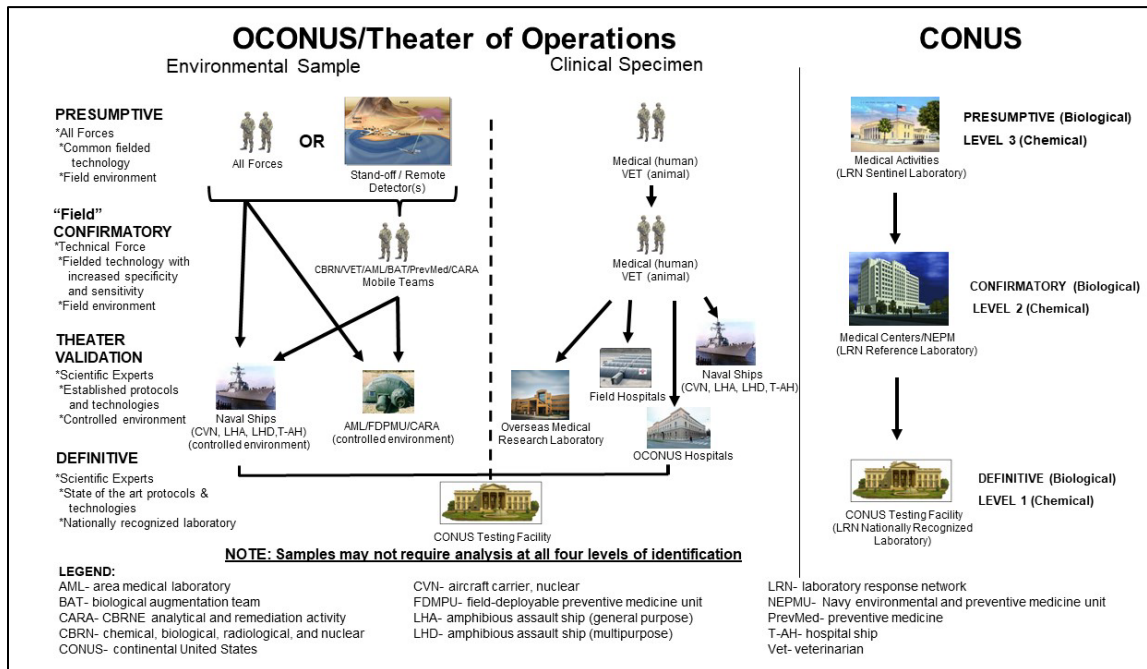 OCONUS/Theater of Operations
Environmental Sample
Clinical Specimen
CONUS
PRESUMPTIVE
*All Forces
*Common fielded
technology
*Field environment
All Forces
OR
Stand-off / Remote
Detector(s)
Medical (human)
VET (animal)
Medical Activities
(LRN Sentinel Laboratory)
PRESUMPTIVE (Biological)
LEVEL 3 (Chemical)
“Field”
CONFIRMATORY
*Technical Force
*Fielded technology with
increased specificity
and sensitivity
*Field environment
CBRN/VET/AML/BAT/PrevMed/CARA
Mobile Teams
Medical (human)
VET (animal)
Medical Centers/NEPM
(LRN Reference Laboratory)
CONFIRMATORY (Biological)
LEVEL 2 (Chemical)
THEATER
VALIDATION
*Scientific Experts
*Established protocols
and technologies
*Controlled environment
Naval Ships
(CVN, LHA, LHD,T-AH)
(controlled environment)
AML/FDPMU/CARA
(controlled environment)
Overseas Medical
Research Laboratory
Field Hospitals
OCONUS Hospitals
Naval Ships
(CVN, LHA, LHD, T-AH)
DEFINITIVE
*Scientific Experts
*State of the art protocols &
technologies
*Nationally recognized laboratory
CONUS Testing Facility
CONUS Testing Facility
(LRN Nationally Recognized
Laboratory)
DEFINITIVE (Biological)
LEVEL 1 (Chemical)
NOTE: Samples may not require analysis at all four levels of identification
LEGEND:
AML- area medical laboratory
BAT- biological augmentation team
CARA- CBRNE analytical and remediation activity
CBRN- chemical, biological, radiological, and nuclear
CONUS- continental United States
CVN- aircraft carrier, nuclear
FDMPU- field-deployable preventive medicine unit
LHA- amphibious assault ship (general purpose)
LHD- amphibious assault ship (multipurpose)
LRN- laboratory response network
NEPMU- Navy environmental and preventive medicine unit
PrevMed- preventive medicine
T-AH- hospital ship
Vet- veterinarian